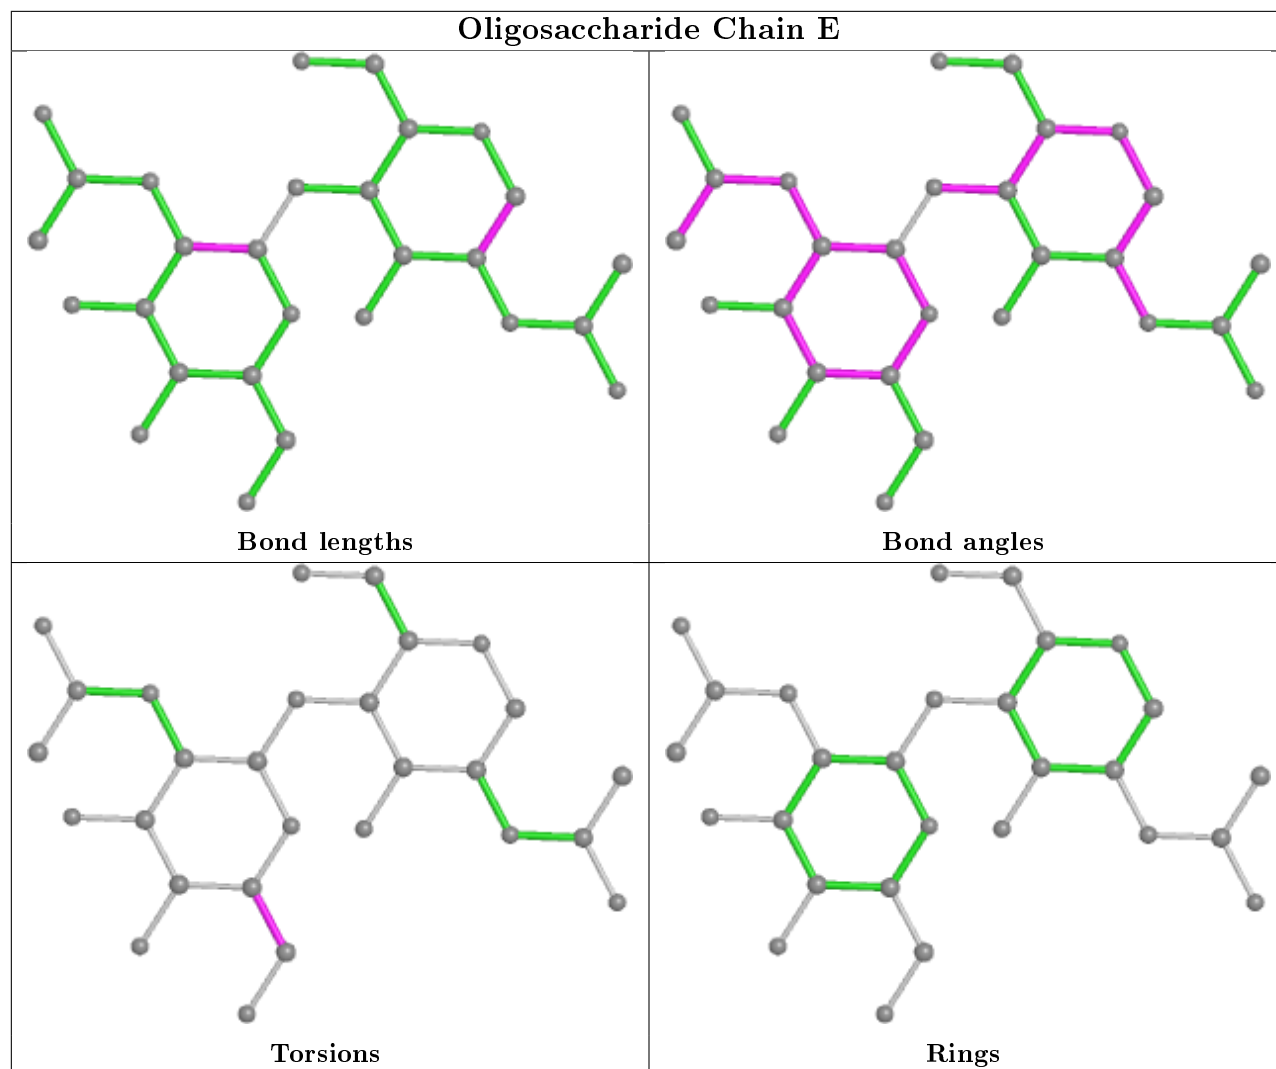 Oligosaccharide Chain E
Bond lengths
Bond angles
Torsions
Rings